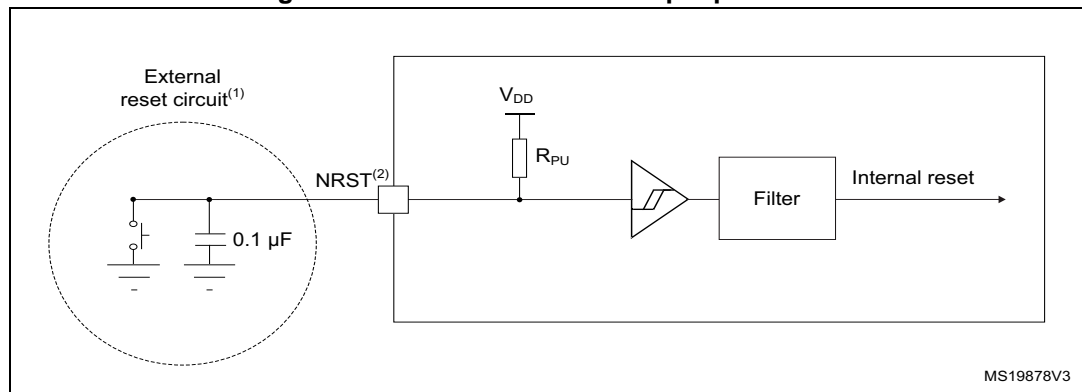 External
reset circuit(1)
VDD
RPU
NRST(2)
Filter
Internal reset
0.1 µF
MS19878V3